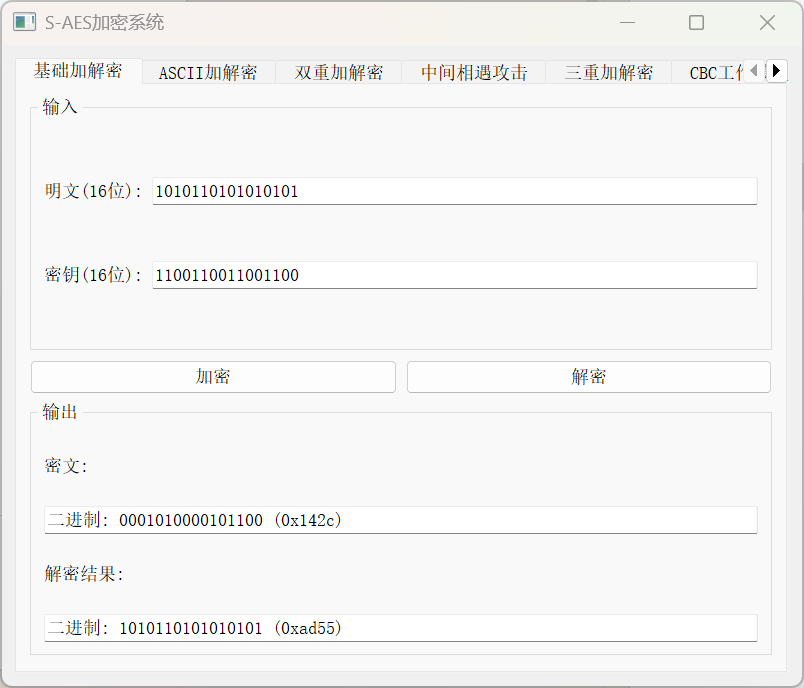 S-AES加密系统
基础加解密 ASCII加解密 双重加解密 中间相遇攻击 三重加解密 CBC工作
输入
明文(16位): 1010110101010101
密钥(16位): 1100110011001100
加密 解密
输出
密文:
二进制: 0001010000101100 (0x142c)
解密结果:
二进制: 1010110101010101 (0xad55)